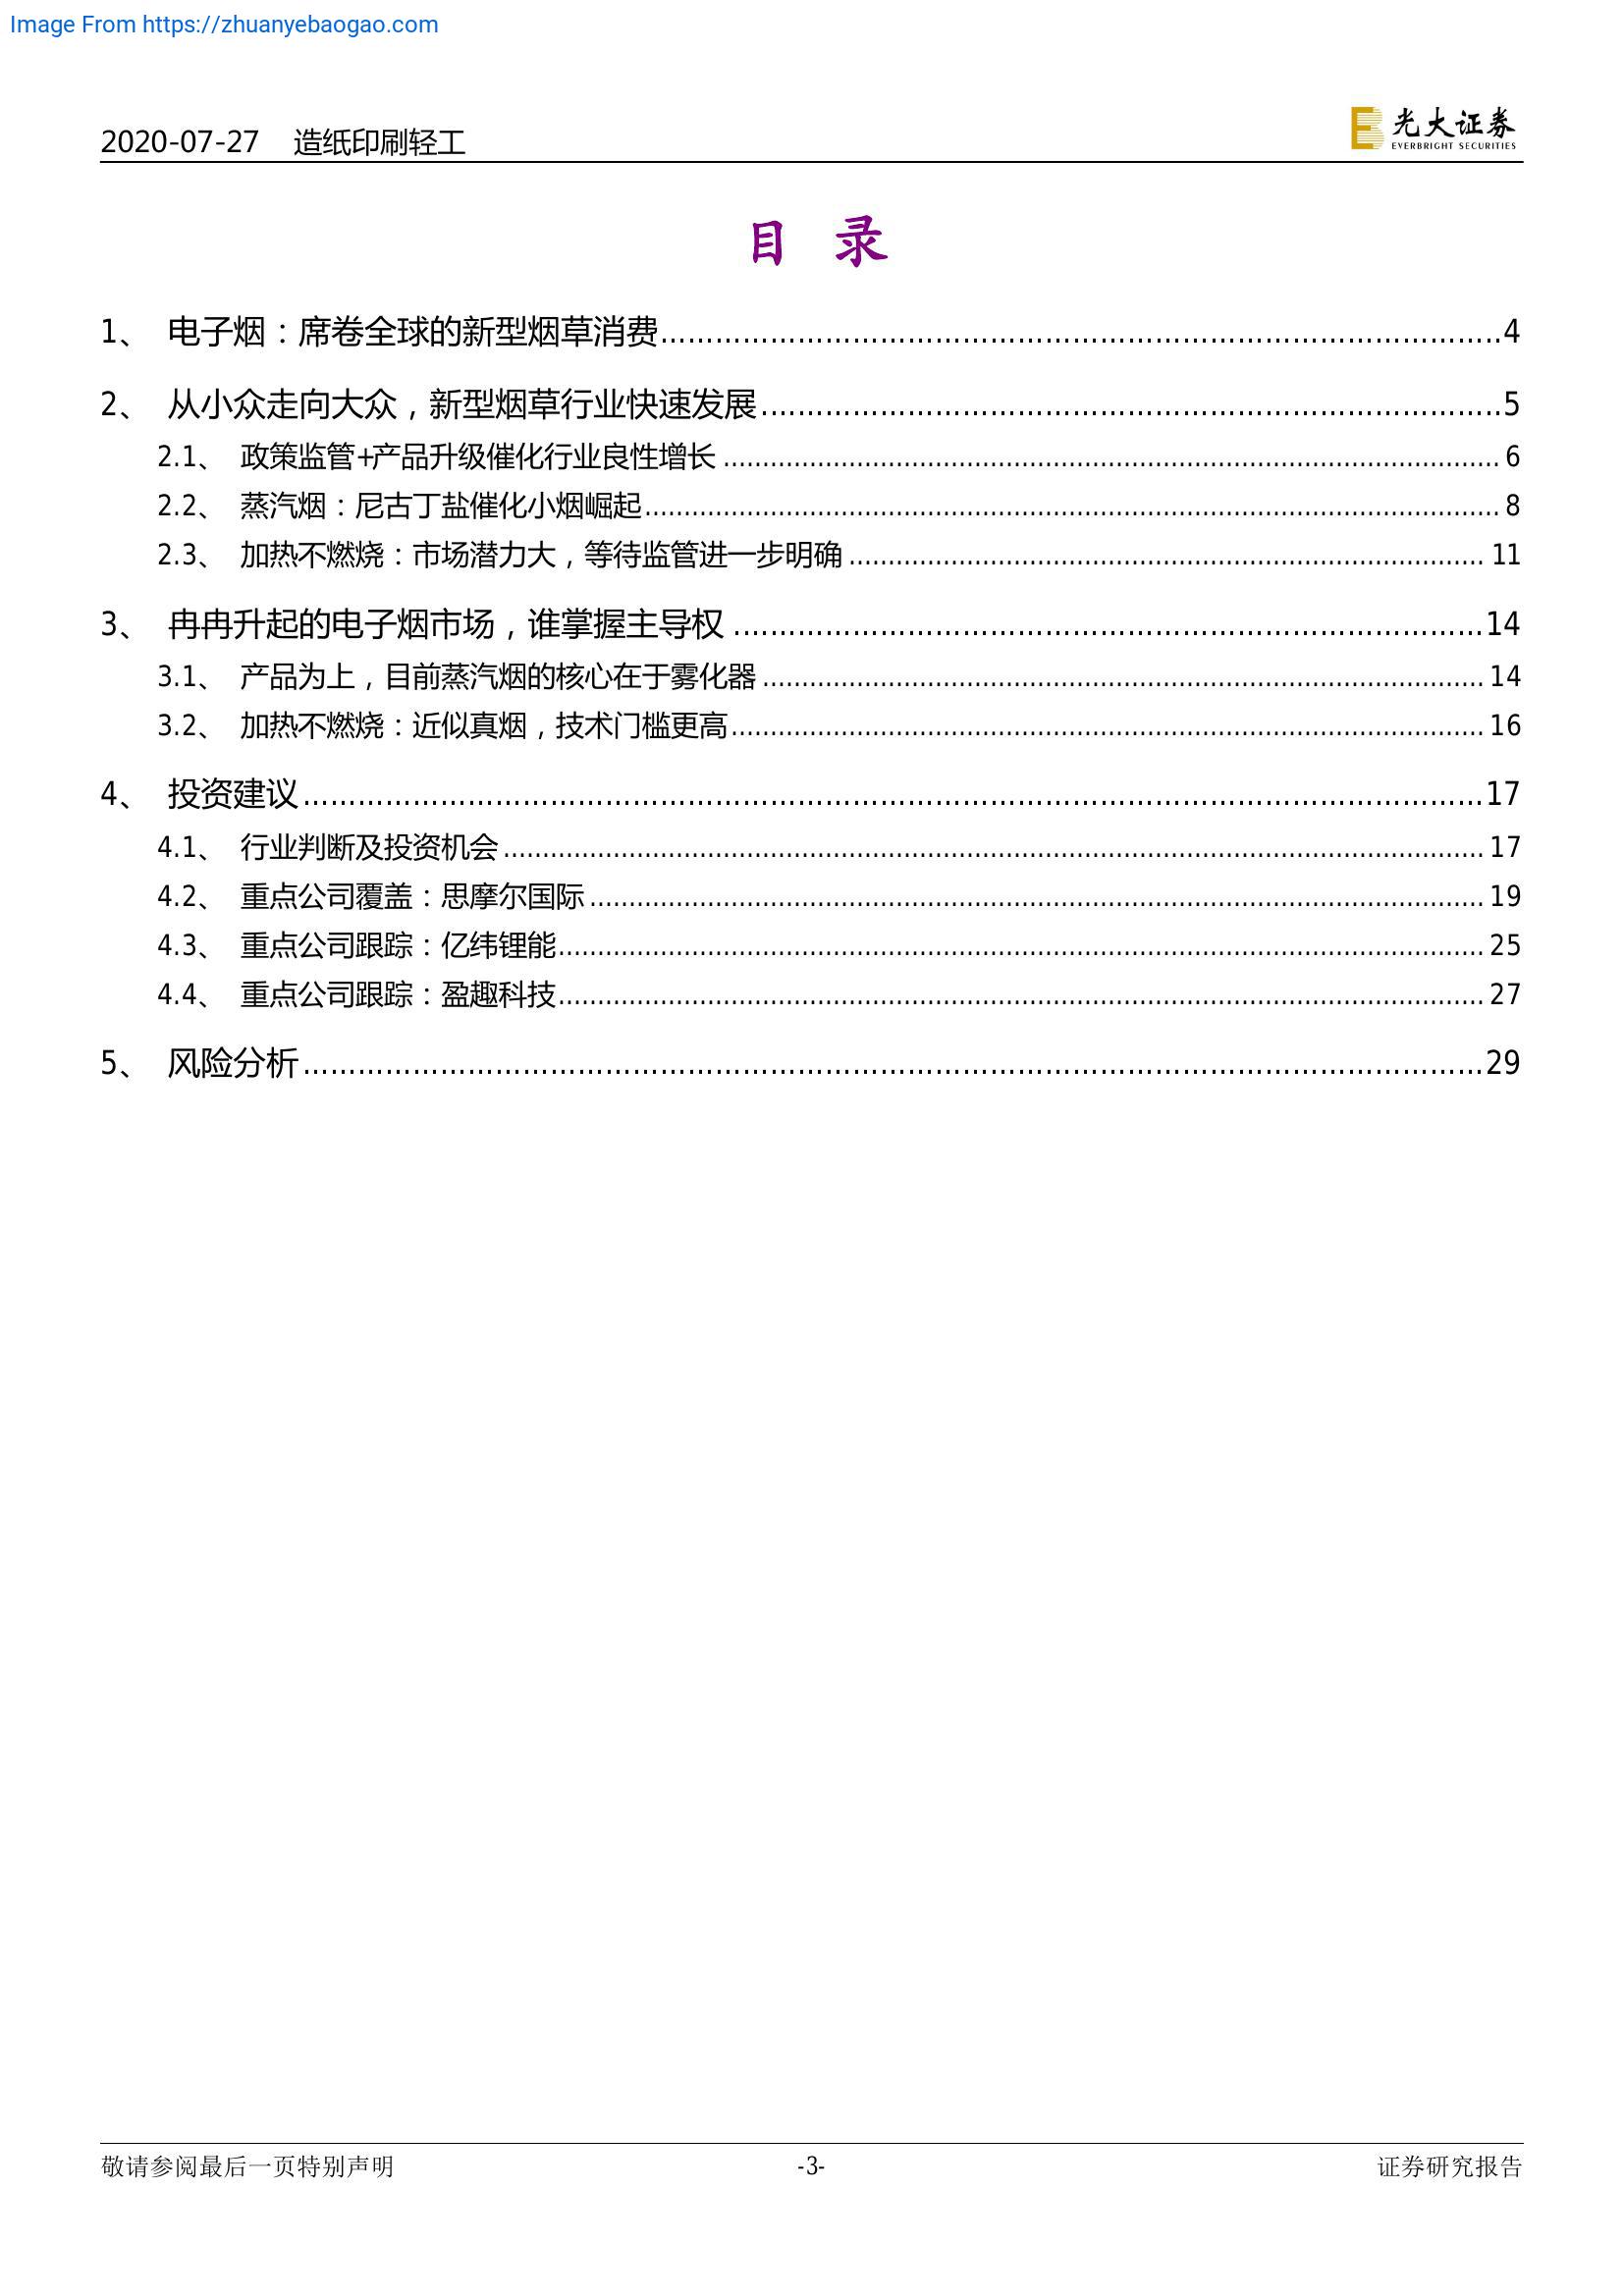 Image From https://zhuanyebaogao.com
2020-07-27 造纸印刷轻工
光大证券
EVERBRIGHT SECURITIES
目 录
1、 电子烟：席卷全球的新型烟草消费........................................4
2、 从小众走向大众，新型烟草行业快速发展........................................5
2.1、 政策监管+产品升级催化行业良性增长........................................6
2.2、 蒸汽烟：尼古丁盐催化小烟崛起........................................8
2.3、 加热不燃烧：市场潜力大，等待监管进一步明确........................................11
3、 冉冉升起的电子烟市场，谁掌握主导权........................................14
3.1、 产品为上，目前蒸汽烟的核心在于雾化器........................................14
3.2、 加热不燃烧：近似真烟，技术门槛更高........................................16
4、 投资建议........................................17
4.1、 行业判断及投资机会........................................17
4.2、 重点公司覆盖：思摩尔国际........................................19
4.3、 重点公司跟踪：亿纬锂能........................................25
4.4、 重点公司跟踪：盈趣科技........................................27
5、 风险分析........................................29
敬请参阅最后一页特别声明 -3- 证券研究报告